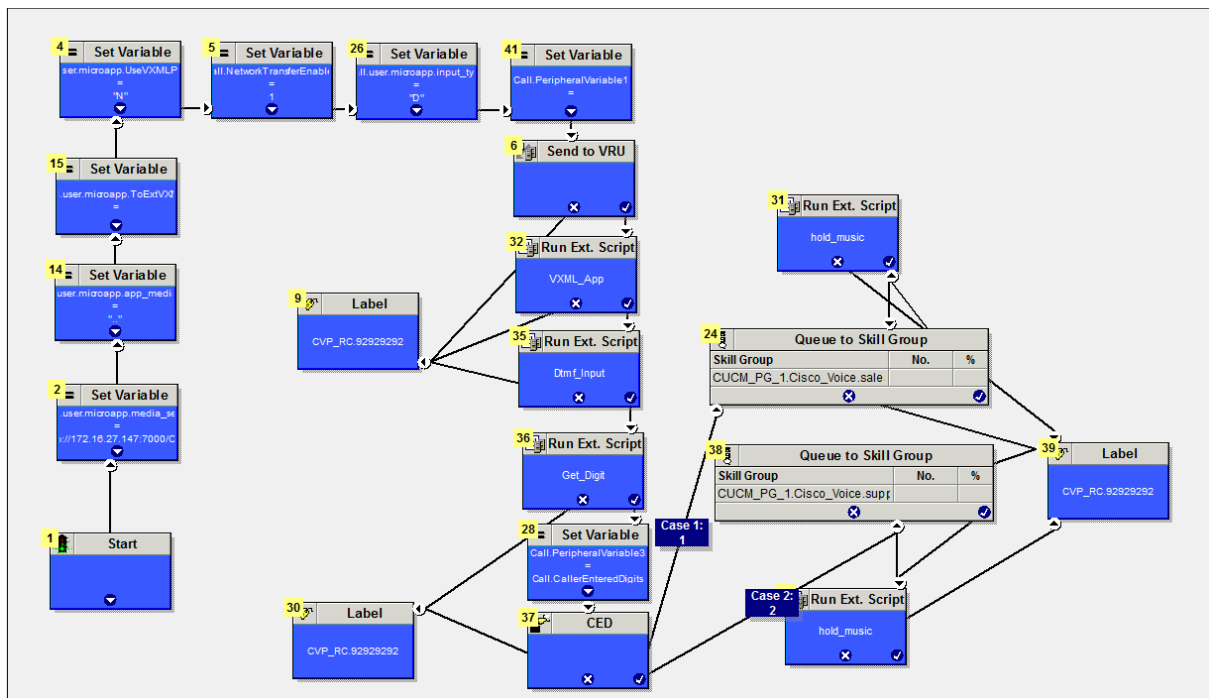 4
Set Variable
ser.microapp.UseVXMLP
=
"N"
5
Set Variable
all.NetworkTransferEnable
=
1
26
Set Variable
ll.user.microapp.input_ty
=
"D"
41
Set Variable
Call.PeripheralVariable1
=
6
Send to VRU
15
Set Variable
.user.microapp.ToExtVX
=
32
Run Ext. Script
VXML_App
31
Run Ext. Script
hold_music
14
Set Variable
user.microapp.app_medi
=
".."
9
Label
CVP_RC.92929292
35
Run Ext. Script
Dtmf_Input
24
Queue to Skill Group
Skill Group No. %
CUCM_PG_1.Cisco_Voice.sale
2
Set Variable
.user.microapp.media_se
=
://172.16.27.147:7000/C
36
Run Ext. Script
Get_Digit
38
Queue to Skill Group
Skill Group No. %
CUCM_PG_1.Cisco_Voice.supp
39
Label
CVP_RC.92929292
1
Start
28
Set Variable
Call.PeripheralVariable3
=
Call.CallerEnteredDigits
Case 1:
1
30
Label
CVP_RC.92929292
37
CED
Case 2:
2
Run Ext. Script
hold_music